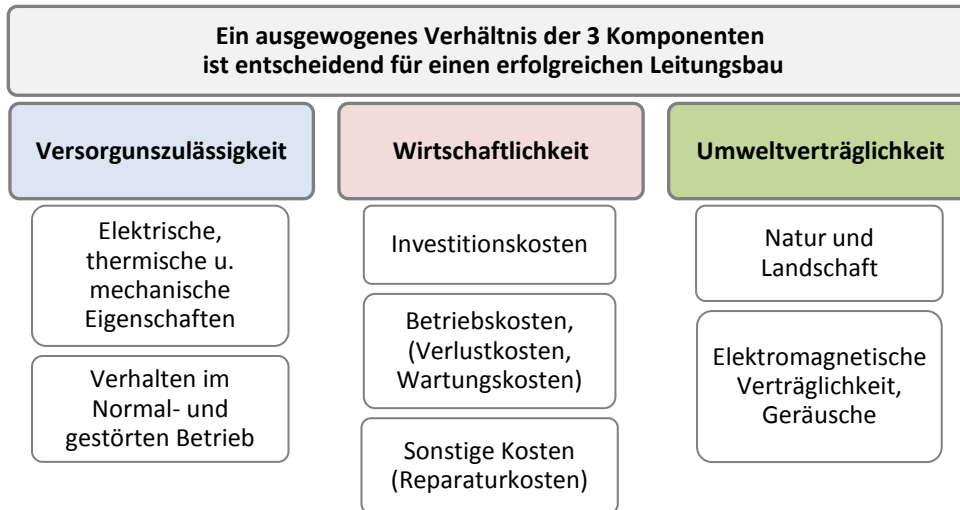 Ein ausgewogenes Verhältnis der 3 Komponenten
ist entscheidend für einen erfolgreichen Leitungsbau
Versorgunszulässigkeit
Elektrische,
thermische u.
mechanische
Eigenschaften
Verhalten im
Normal- und
gestörten Betrieb
Wirtschaftlichkeit
Investitionskosten
Betriebskosten,
(Verlustkosten,
Wartungskosten)
Sonstige Kosten
(Reparaturkosten)
Umweltverträglichkeit
Natur und
Landschaft
Elektromagnetische
Verträglichkeit,
Geräusche